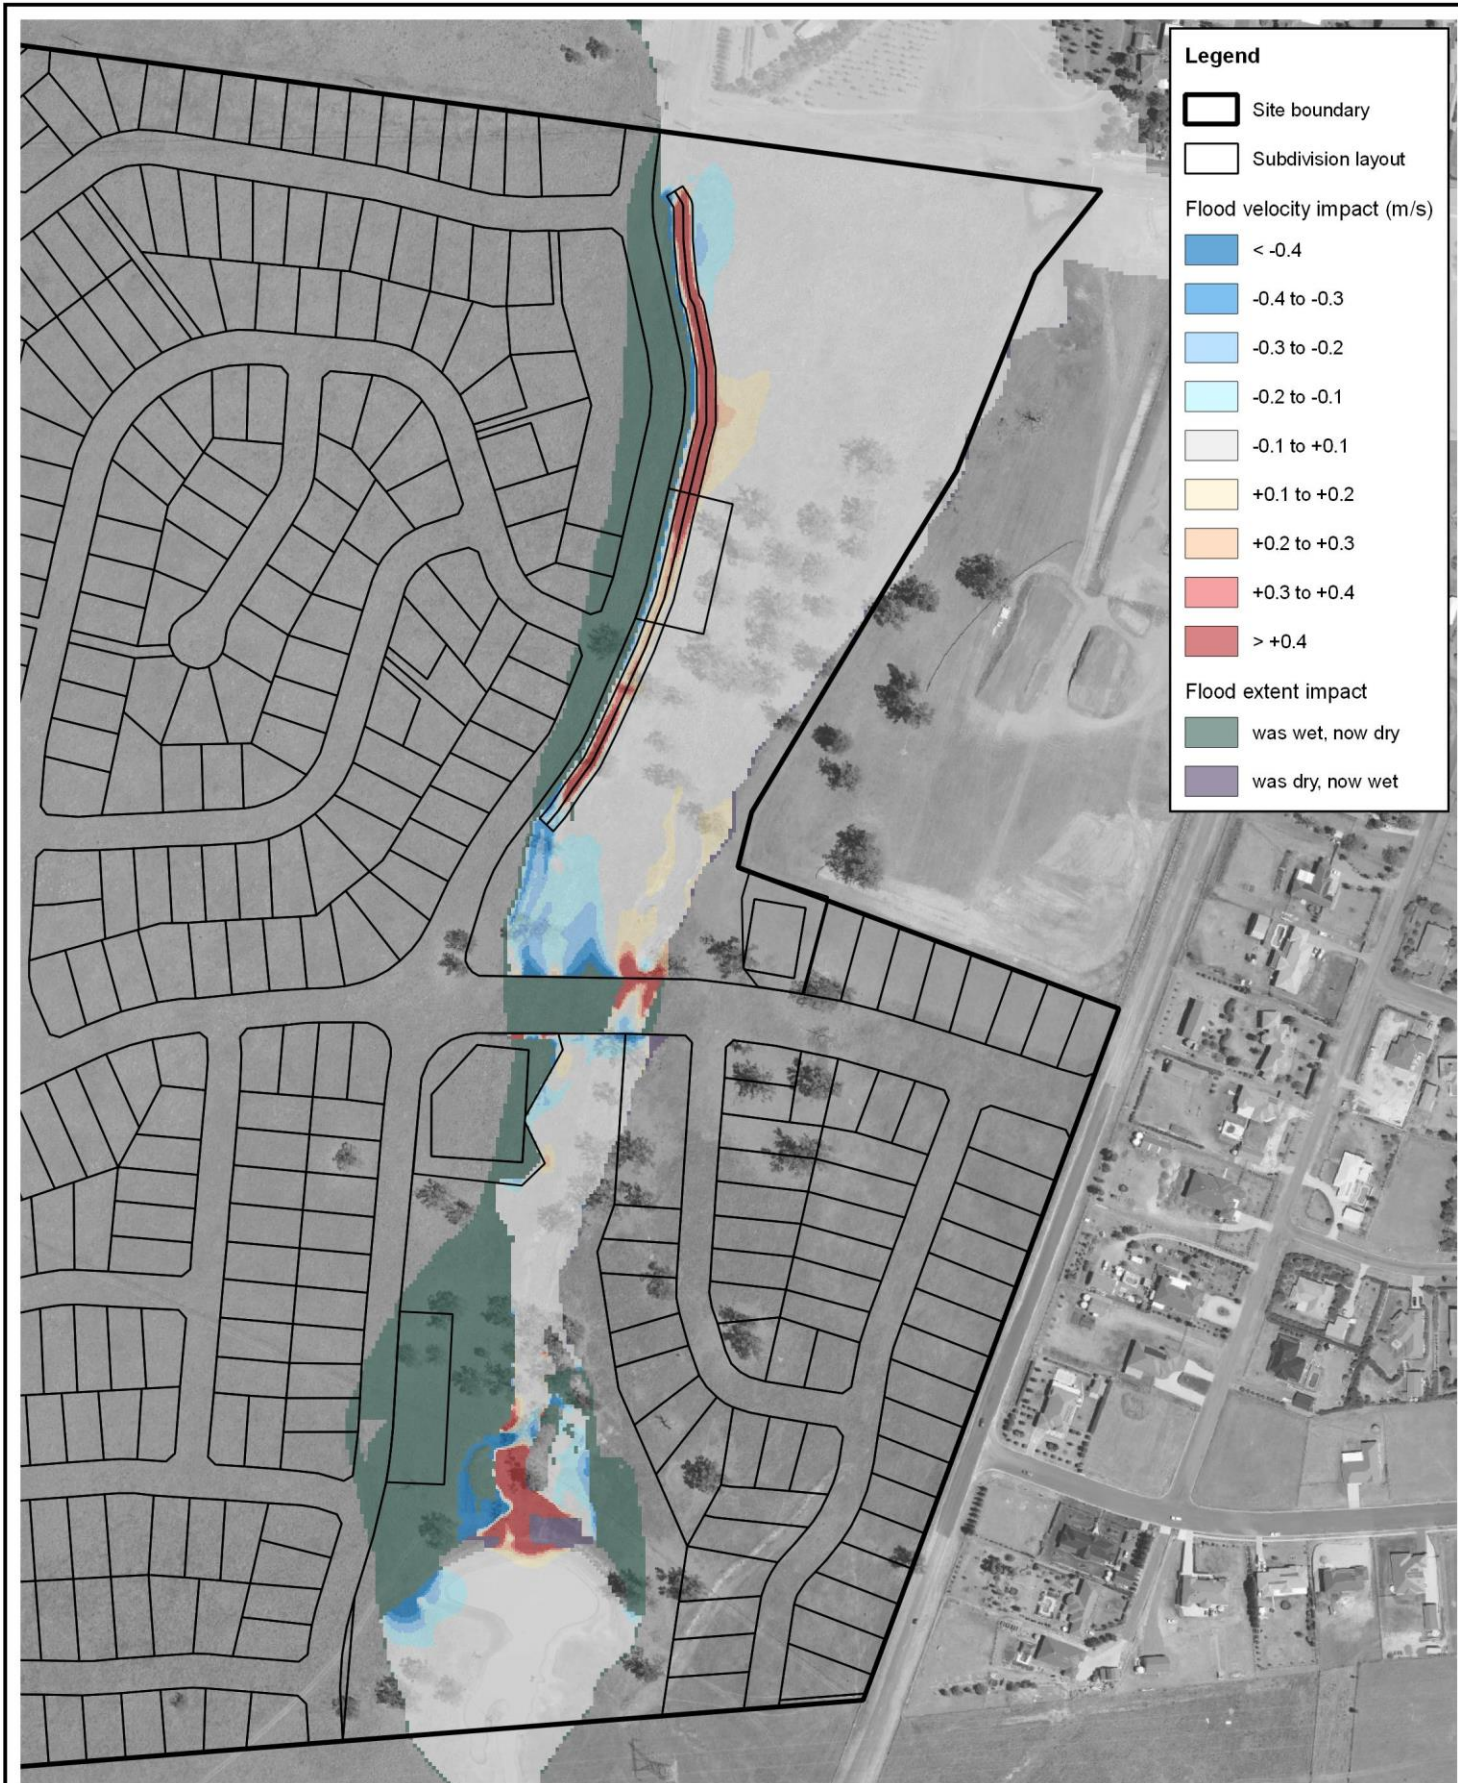 Legend
Site boundary
Subdivision layout
Flood velocity impact (m/s)
< -0.4
-0.4 to -0.3
-0.3 to -0.2
-0.2 to -0.1
-0.1 to +0.1
+0.1 to +0.2
+0.2 to +0.3
+0.3 to +0.4
> +0.4
Flood extent impact
was wet, now dry
was dry, now wet